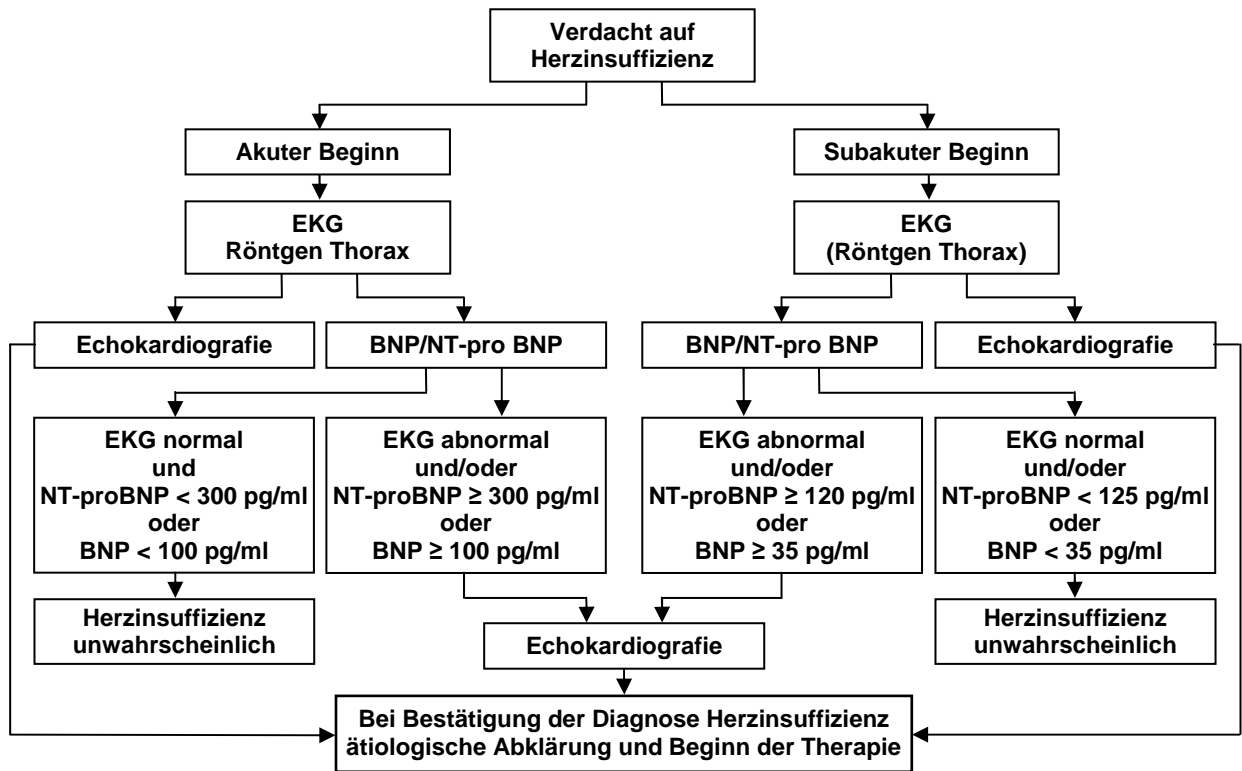 Verdacht auf
Herzinsuffizienz
Akuter Beginn
Subakuter Beginn
EKG
Röntgen Thorax
EKG
(Röntgen Thorax)
Echokardiografie
BNP/NT-pro BNP
BNP/NT-pro BNP
Echokardiografie
EKG normal
und
NT-proBNP < 300 pg/ml
oder
BNP < 100 pg/ml
EKG abnormal
und/oder
NT-proBNP ≥ 300 pg/ml
oder
BNP ≥ 100 pg/ml
EKG abnormal
und/oder
NT-proBNP ≥ 120 pg/ml
oder
BNP ≥ 35 pg/ml
EKG normal
und/oder
NT-proBNP < 125 pg/ml
oder
BNP < 35 pg/ml
Herzinsuffizienz
unwahrscheinlich
Echokardiografie
Herzinsuffizienz
unwahrscheinlich
Bei Bestätigung der Diagnose Herzinsuffizienz
ätiologische Abklärung und Beginn der Therapie